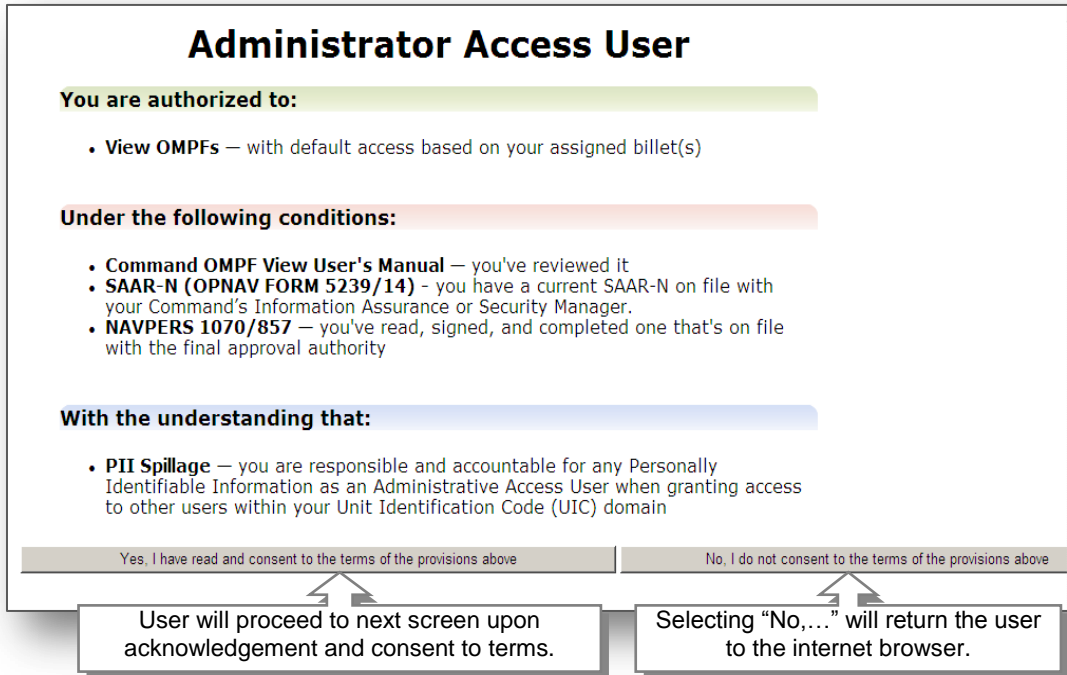 Administrator Access User
You are authorized to:
• View OMPFs — with default access based on your assigned billet(s)
Under the following conditions:
• Command OMPF View User's Manual — you've reviewed it
• SAAR-N (OPNAV FORM 5239/14) - you have a current SAAR-N on file with
your Command's Information Assurance or Security Manager.
• NAVPERS 1070/857 — you've read, signed, and completed one that's on file
with the final approval authority
With the understanding that:
• PII Spillage — you are responsible and accountable for any Personally
Identifiable Information as an Administrative Access User when granting access
to other users within your Unit Identification Code (UIC) domain
Yes, I have read and consent to the terms of the provisions above
No, I do not consent to the terms of the provisions above
User will proceed to next screen upon
acknowledgement and consent to terms.
Selecting “No,…” will return the user
to the internet browser.